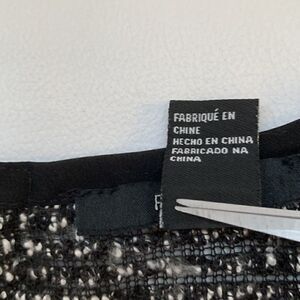 FABRIQUÉ EN
CHINE
HECHO EN CHINA
FABRICADO NA
CHINA